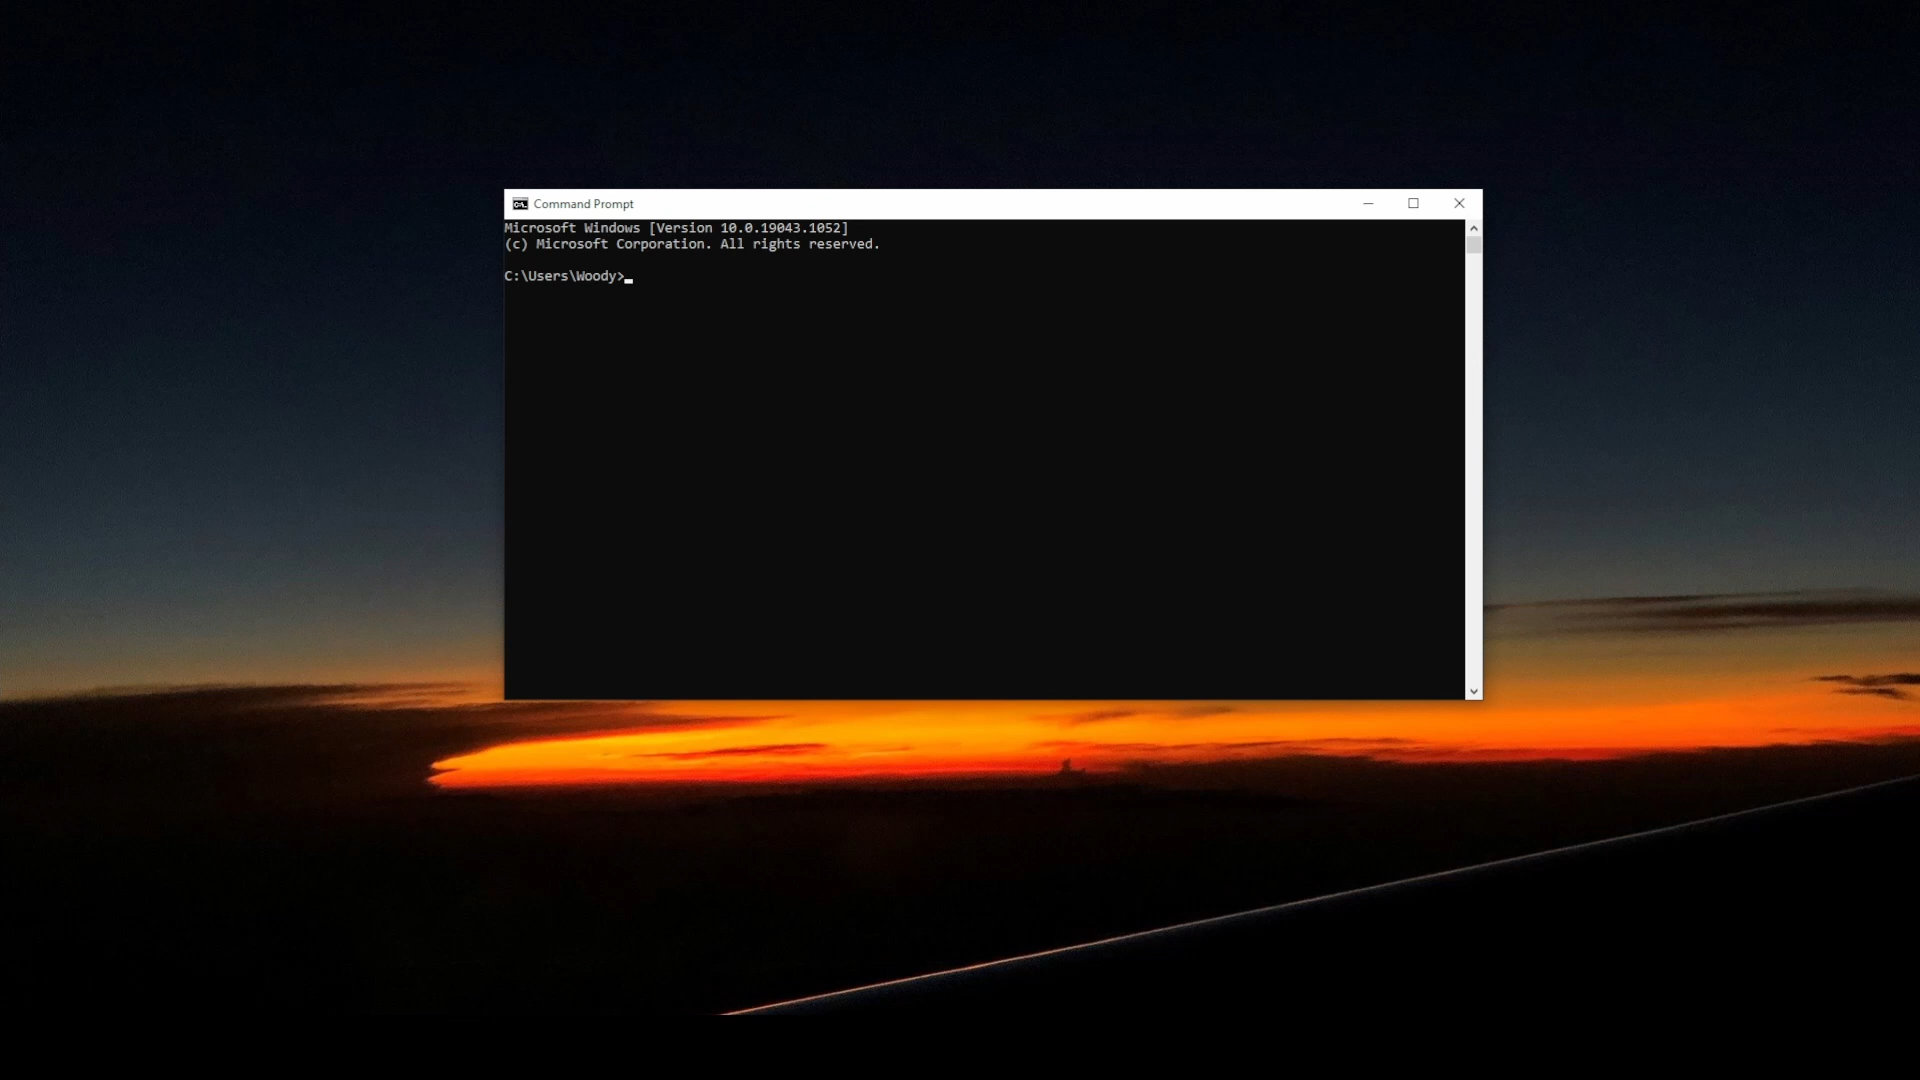 Command Prompt
Microsoft Windows [Version 10.0.19043.1052]
(c) Microsoft Corporation. All rights reserved.
C:\Users\Woody>